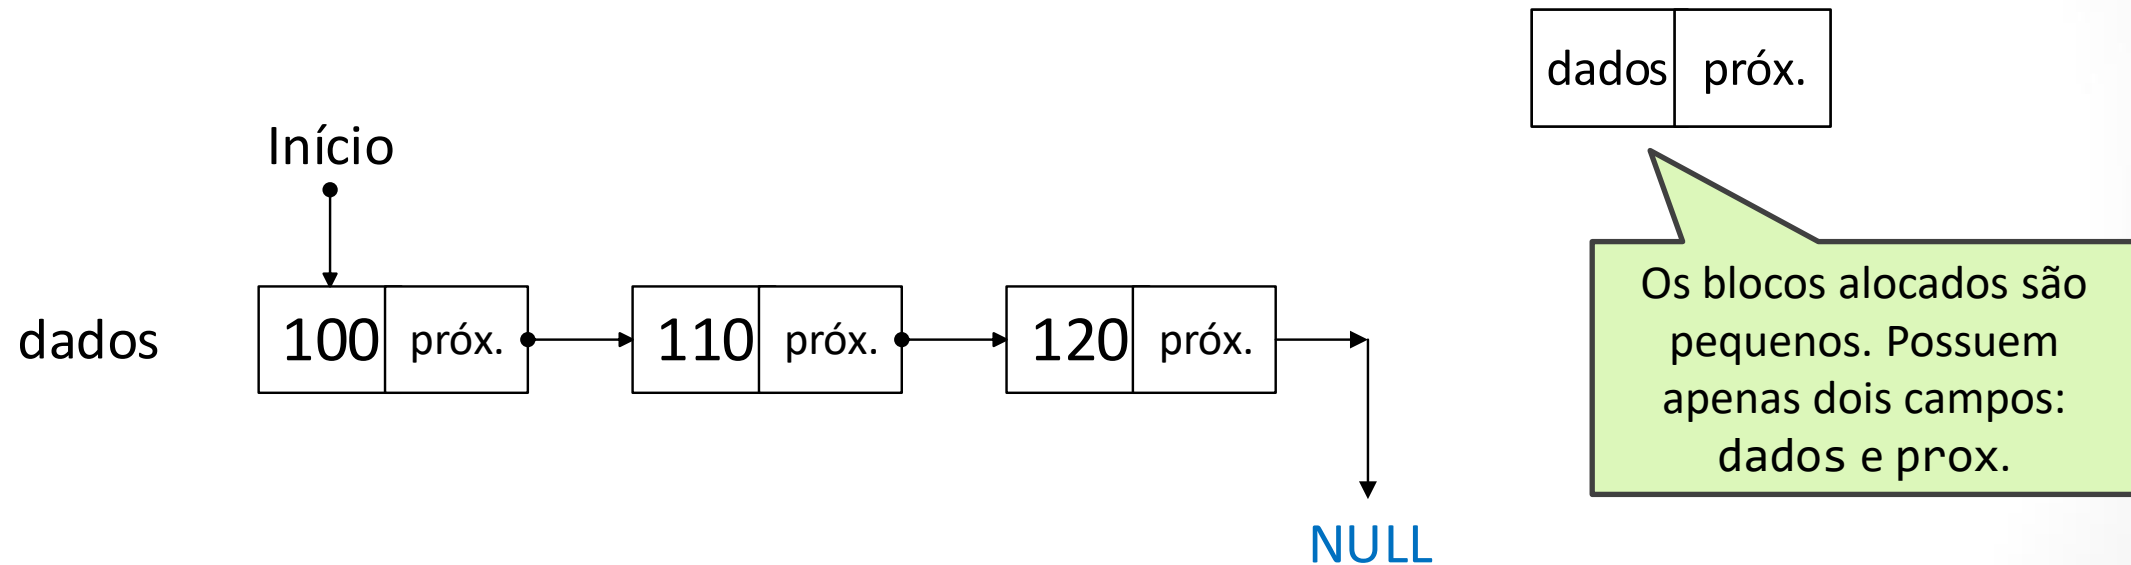 dados próx.
Início
dados 100 próx. 110 próx. 120 próx.
NULL
Os blocos alocados são
pequenos. Possuem
apenas dois campos:
dados e prox.